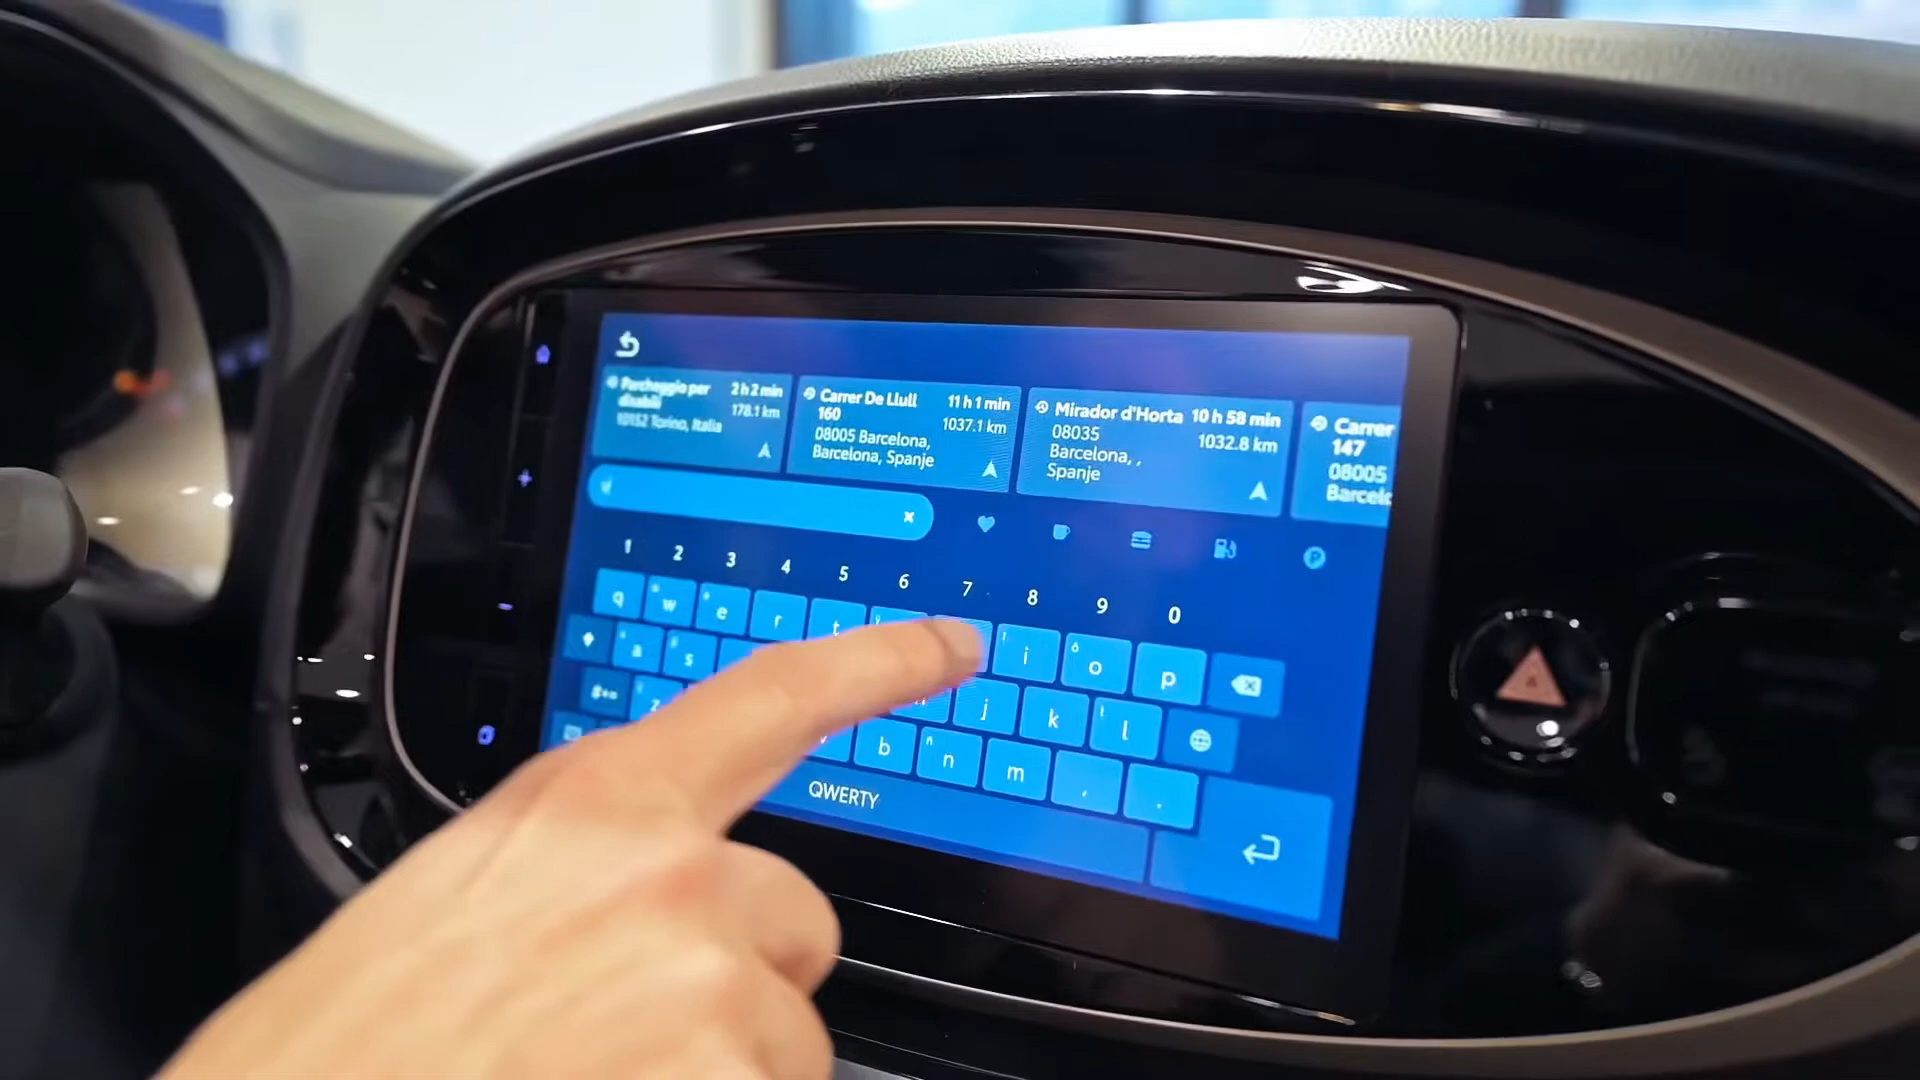 Parcheggio per
disabili
2 h 2 min
178.1 km
10152 Torino, Italia
Carrer De Llull
160
11 h 1 min
1037.1 km
08005 Barcelona,
Barcelona, Spanje
Mirador d'Horta
10 h 58 min
1032.8 km
08035
Barcelona, ,
Spanje
Carrer
147
08005
Barcelo
1 2 3 4 5 6 7 8 9 0
q w e r t i o p
a s j k l
z b n m , .
QWERTY